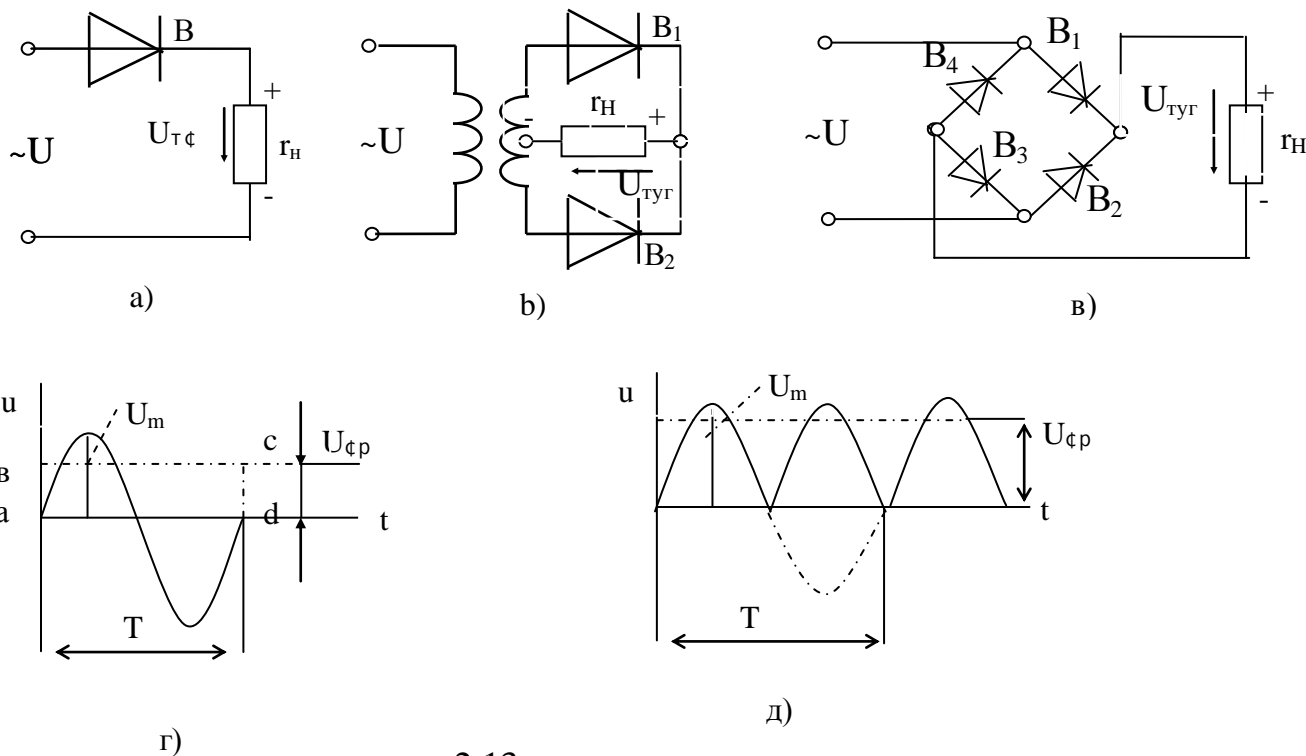 B
~U
Uт¢
+
rн
-
а)
B1
~U
-
rH
+
Uтуг
B2
b)
B1
B4
~U
B3
B2
Uтуг
+
rH
-
в)
u
Um
c
U¢p
в
a
d
t
T
г)
u
Um
U¢p
t
T
д)